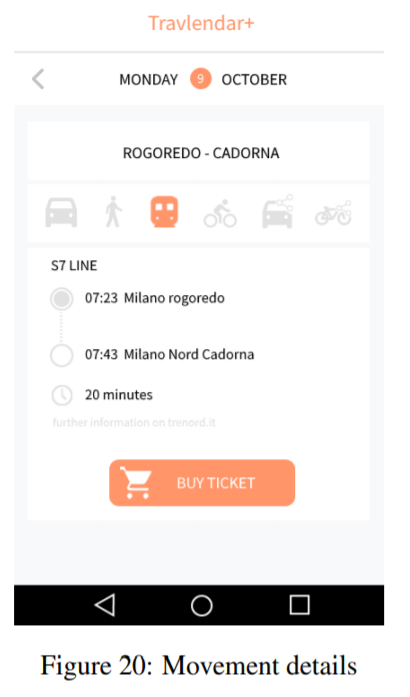 Travlendar+
MONDAY 9 OCTOBER
ROGOREDO - CADORNA
S7 LINE
07:23 Milano rogoredo
07:43 Milano Nord Cadorna
20 minutes
further information on trenord.it
BUY TICKET
Figure 20: Movement details